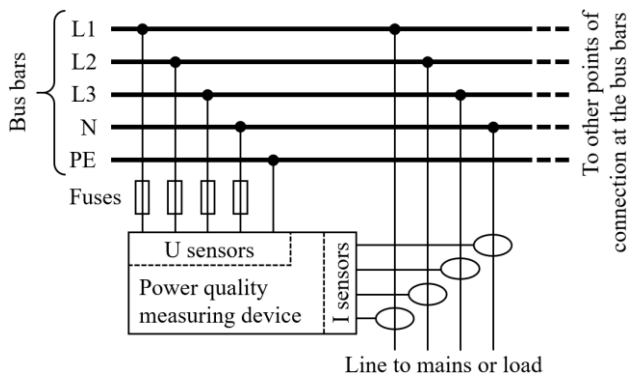 Bus bars
L1
L2
L3
N
PE
Fuses
U sensors
Power quality
measuring device
I sensors
Line to mains or load
To other points of
connection at the bus bars